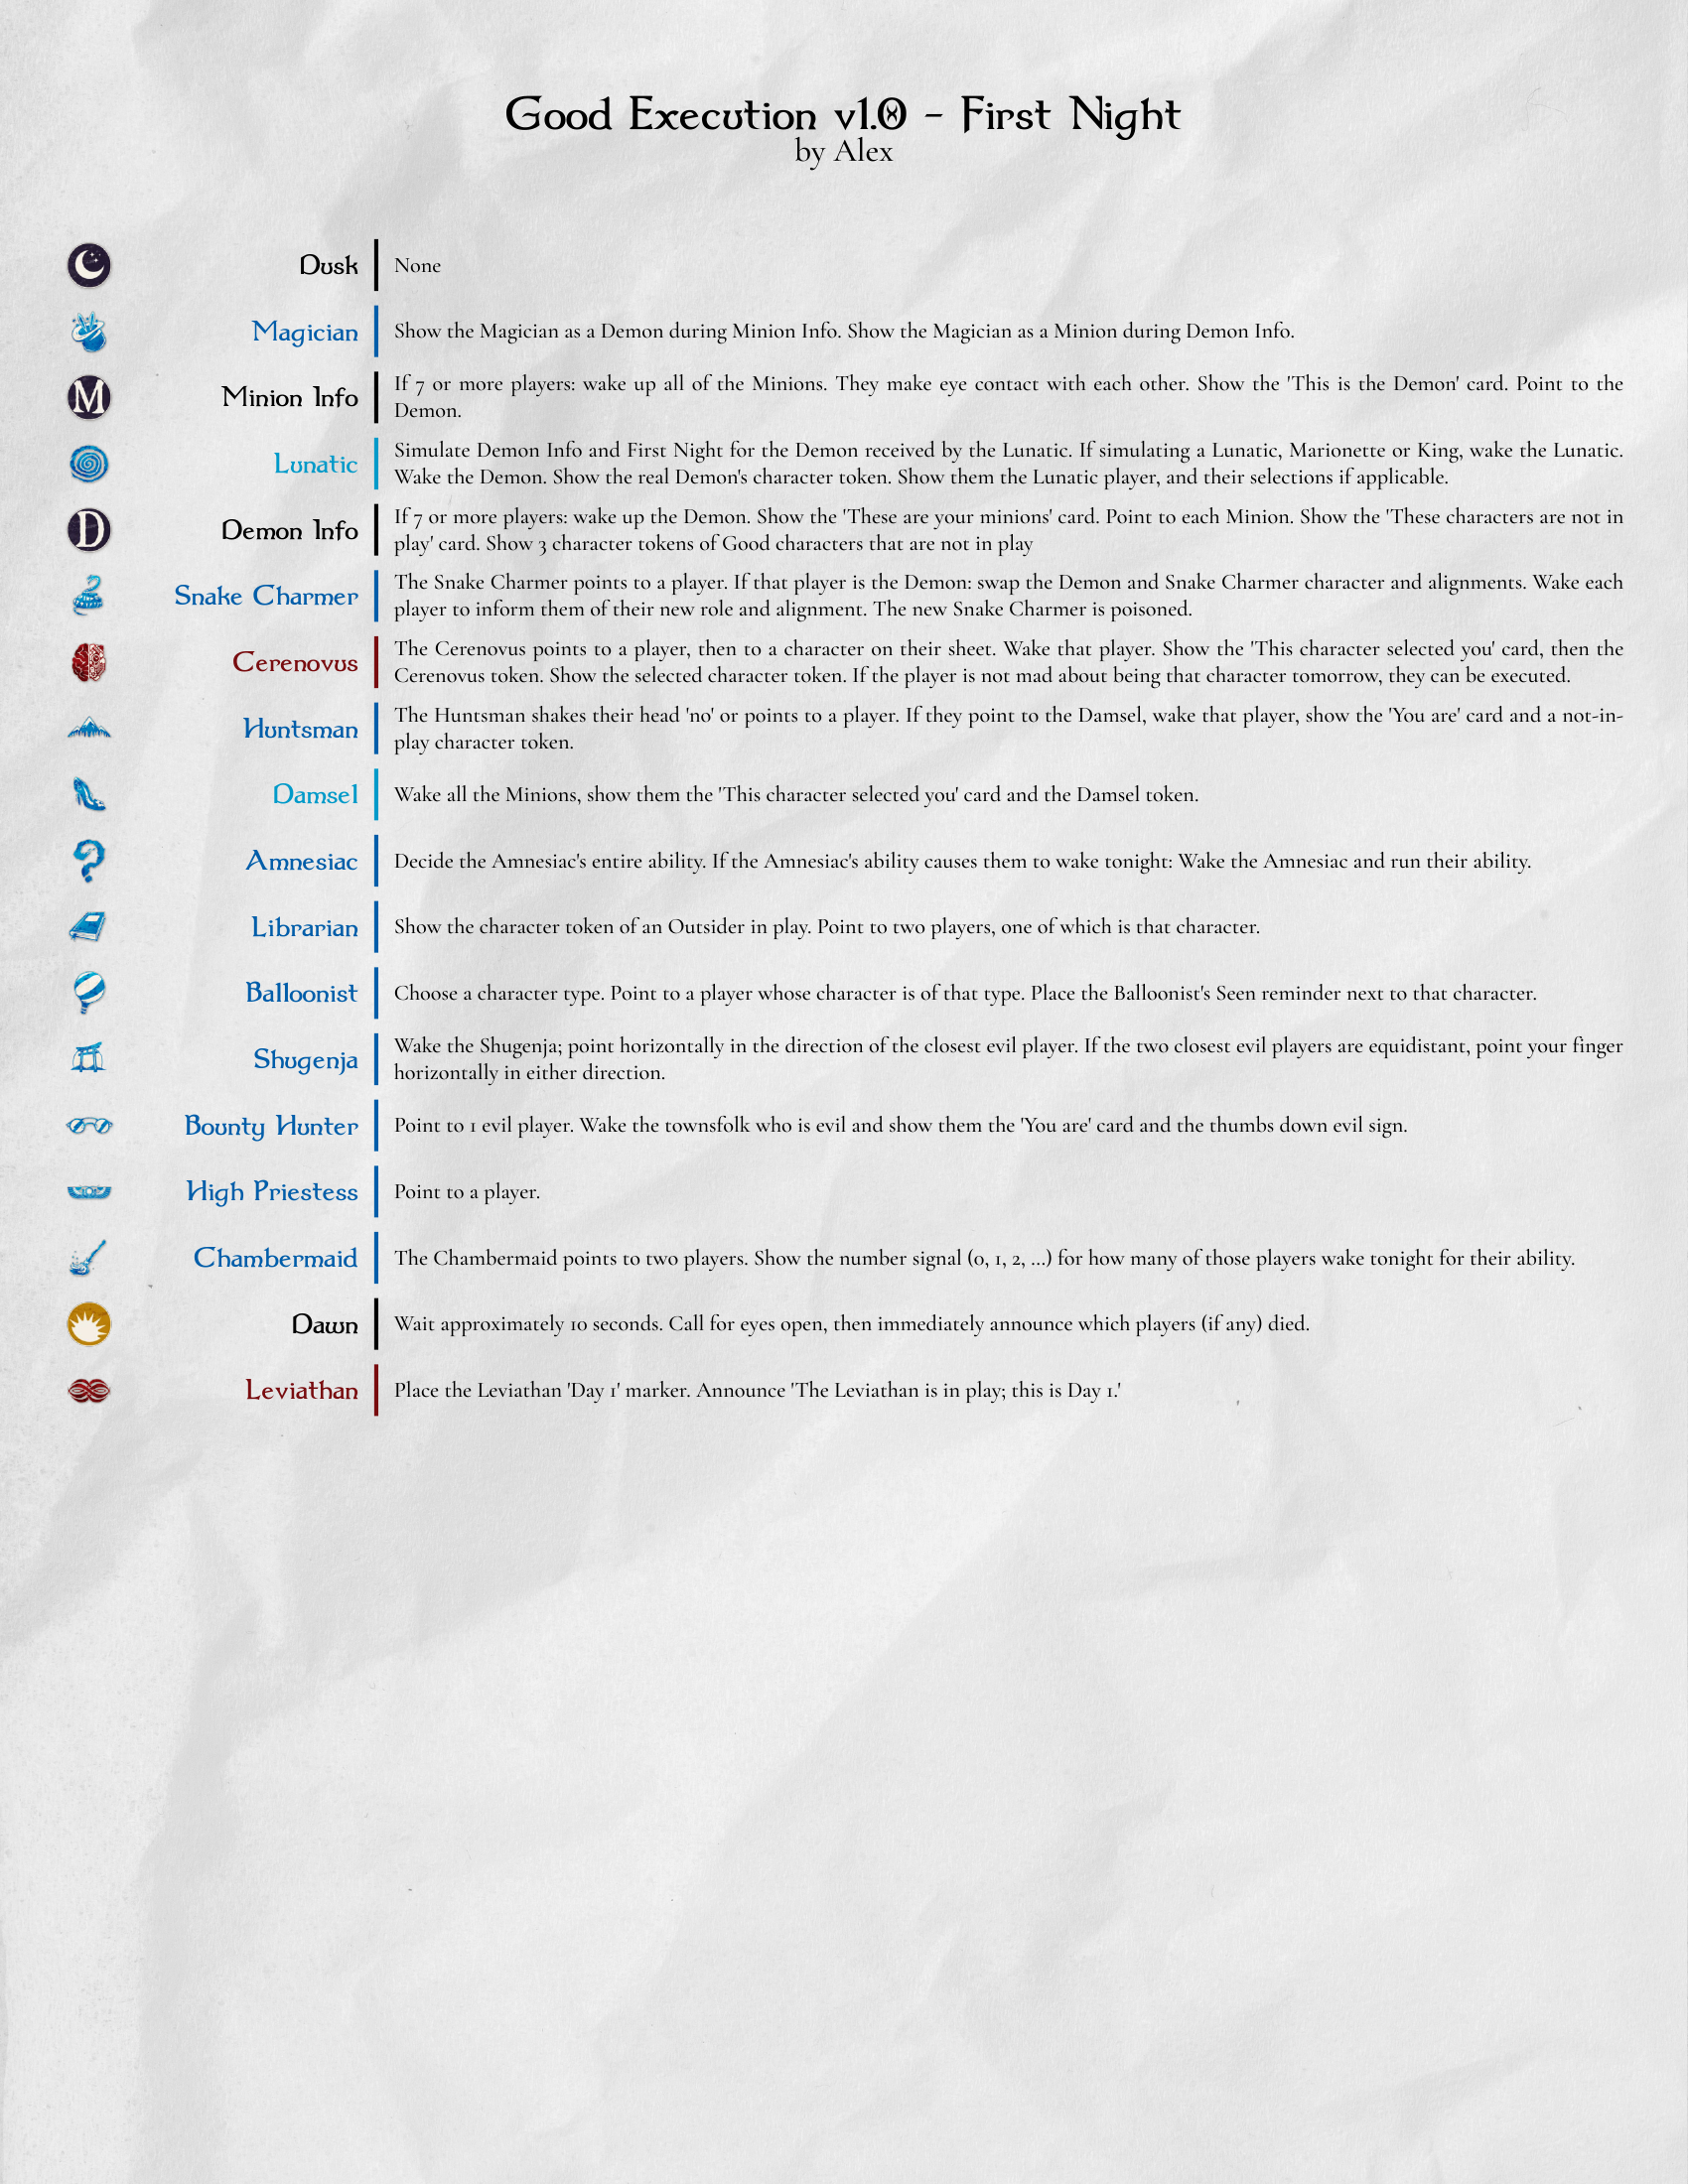 Good Execution v1.0 - First Night
by Alex
Dusk
None
Magician
Show the Magician as a Demon during Minion Info. Show the Magician as a Minion during Demon Info.
M
Minion Info
If 7 or more players: wake up all of the Minions. They make eye contact with each other. Show the 'This is the Demon' card. Point to the
Demon.
Lunatic
Simulate Demon Info and First Night for the Demon received by the Lunatic. If simulating a Lunatic, Marionette or King, wake the Lunatic.
Wake the Demon. Show the real Demon's character token. Show them the Lunatic player, and their selections if applicable.
D
Demon Info
If 7 or more players: wake up the Demon. Show the 'These are your minions' card. Point to each Minion. Show the 'These characters are not in
play' card. Show 3 character tokens of Good characters that are not in play
Snake Charmer
The Snake Charmer points to a player. If that player is the Demon: swap the Demon and Snake Charmer character and alignments. Wake each
player to inform them of their new role and alignment. The new Snake Charmer is poisoned.
Cerenovus
The Cerenovus points to a player, then to a character on their sheet. Wake that player. Show the 'This character selected you' card, then the
Cerenovus token. Show the selected character token. If the player is not mad about being that character tomorrow, they can be executed.
Huntsman
The Huntsman shakes their head 'no' or points to a player. If they point to the Damsel, wake that player, show the 'You are' card and a not-in-
play character token.
Damsel
Wake all the Minions, show them the 'This character selected you' card and the Damsel token.
Amnesiac
Decide the Amnesiac's entire ability. If the Amnesiac's ability causes them to wake tonight: Wake the Amnesiac and run their ability.
Librarian
Show the character token of an Outsider in play. Point to two players, one of which is that character.
Balloonist
Choose a character type. Point to a player whose character is of that type. Place the Balloonist's Seen reminder next to that character.
Shugenja
Wake the Shugenja; point horizontally in the direction of the closest evil player. If the two closest evil players are equidistant, point your finger
horizontally in either direction.
Bounty Hunter
Point to 1 evil player. Wake the townsfolk who is evil and show them the 'You are' card and the thumbs down evil sign.
High Priestess
Point to a player.
Chambermaid
The Chambermaid points to two players. Show the number signal (0, 1, 2, ...) for how many of those players wake tonight for their ability.
Dawn
Wait approximately 10 seconds. Call for eyes open, then immediately announce which players (if any) died.
Leviathan
Place the Leviathan 'Day 1' marker. Announce 'The Leviathan is in play; this is Day 1.'